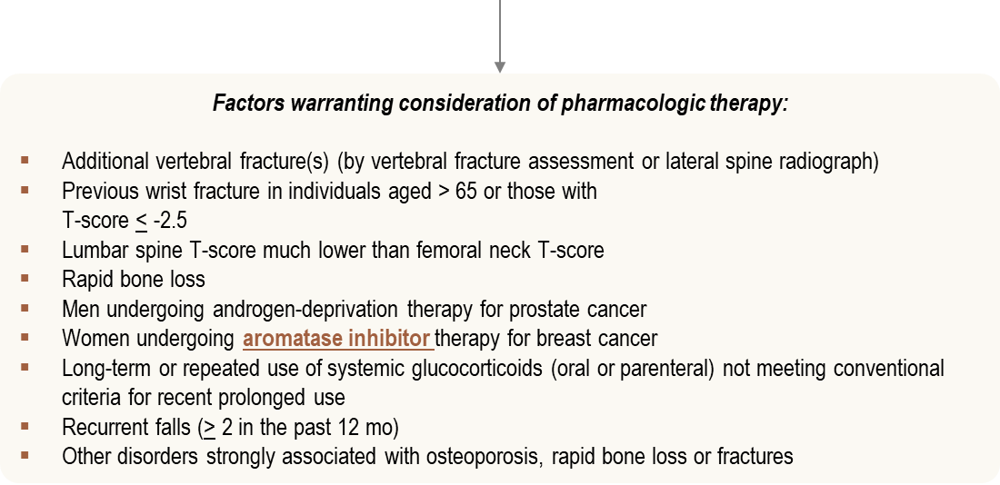 Factors warranting consideration of pharmacologic therapy:
▪ Additional vertebral fracture(s) (by vertebral fracture assessment or lateral spine radiograph)
▪ Previous wrist fracture in individuals aged > 65 or those with
T-score ≤ -2.5
▪ Lumbar spine T-score much lower than femoral neck T-score
▪ Rapid bone loss
▪ Men undergoing androgen-deprivation therapy for prostate cancer
▪ Women undergoing aromatase inhibitor therapy for breast cancer
▪ Long-term or repeated use of systemic glucocorticoids (oral or parenteral) not meeting conventional
criteria for recent prolonged use
▪ Recurrent falls (≥ 2 in the past 12 mo)
▪ Other disorders strongly associated with osteoporosis, rapid bone loss or fractures